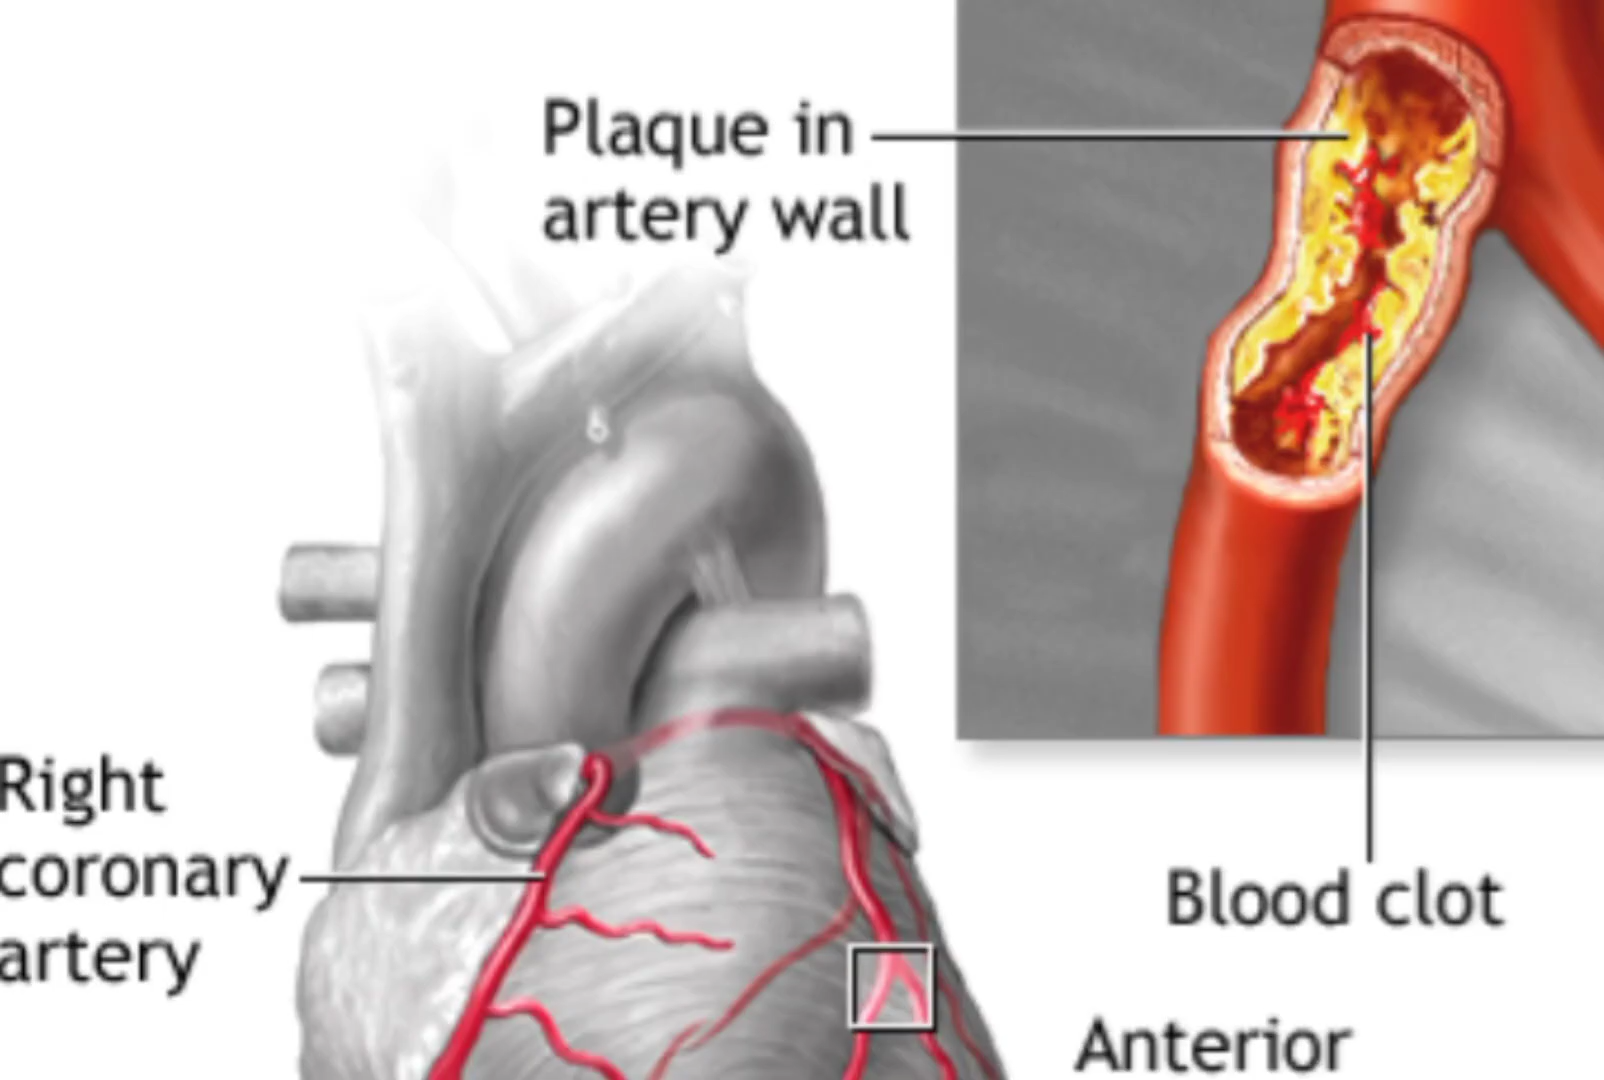 Plaque in
artery wall
Right
coronary
artery
Blood clot
Anterior